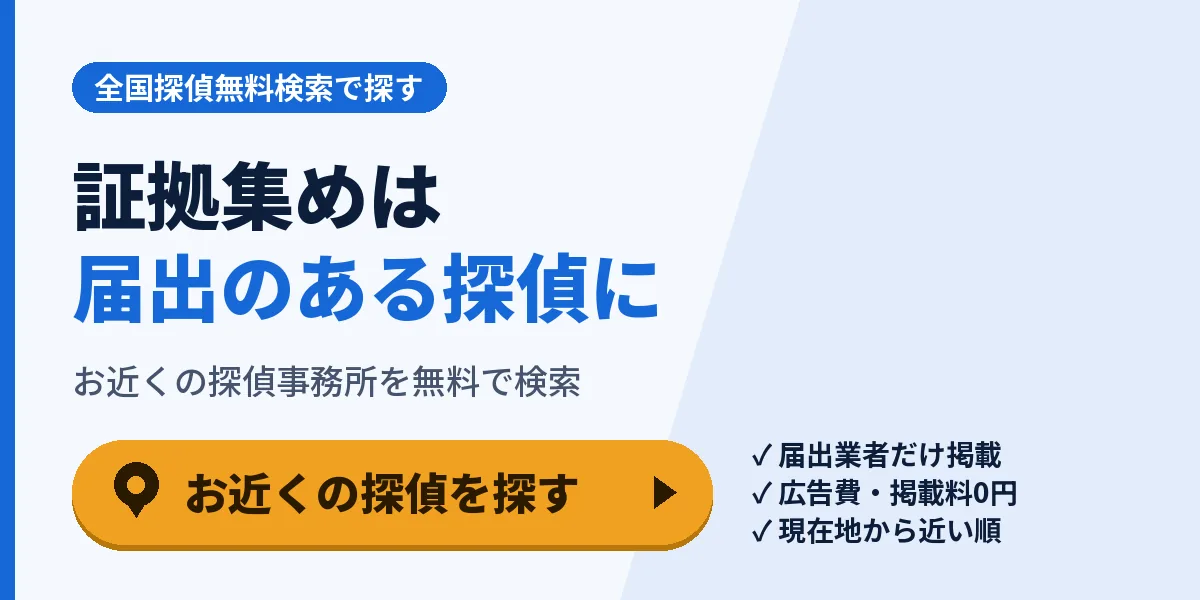 全国探偵無料検索で探す
証拠集めは
届出のある探偵に
お近くの探偵事務所を無料で検索
お近くの探偵を探す
✓届出業者だけ掲載
✓広告費・掲載料0円
✓現在地から近い順